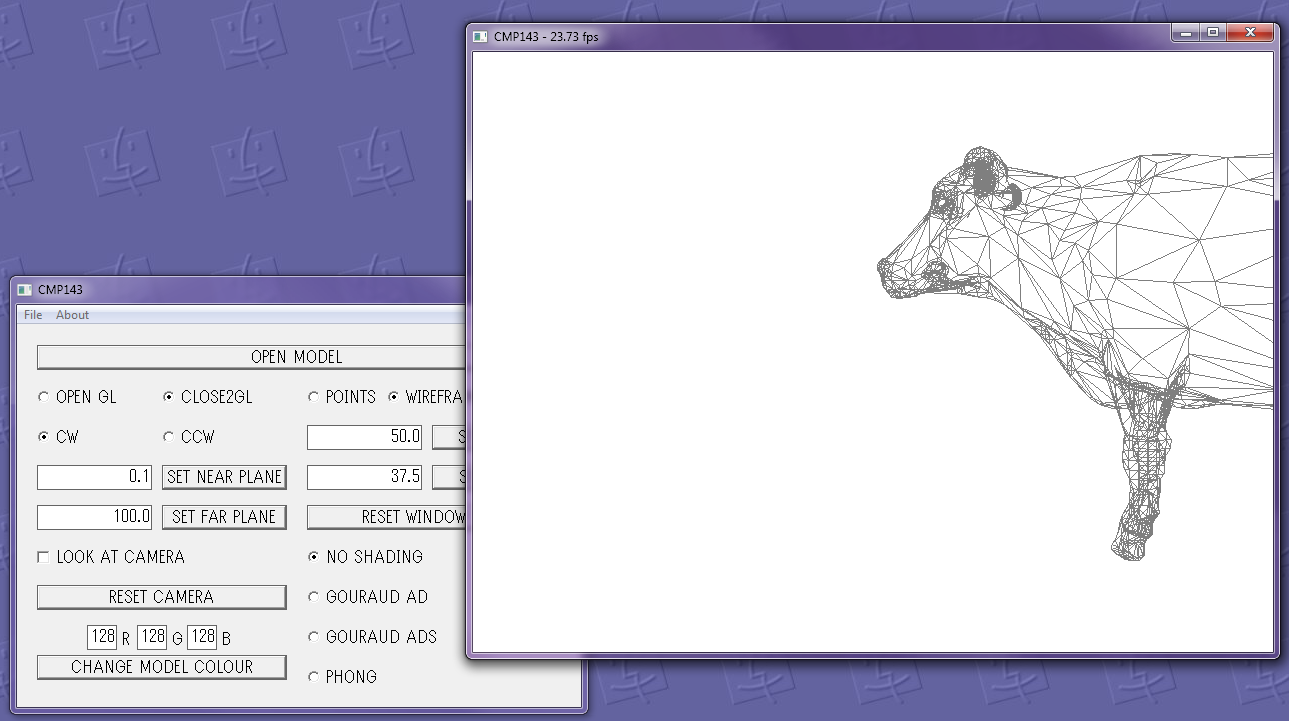 CMP143 - 23.73 fps
CMP143
File About
OPEN MODEL
OPEN GL CLOSE2GL POINTS WIREFRA
CW CCW 50.0 S
0.1 SET NEAR PLANE 37.5 S
100.0 SET FAR PLANE RESET WINDOW
LOOK AT CAMERA NO SHADING
RESET CAMERA GOURAUD AD
128 R 128 G 128 B GOURAUD ADS
CHANGE MODEL COLOUR PHONG